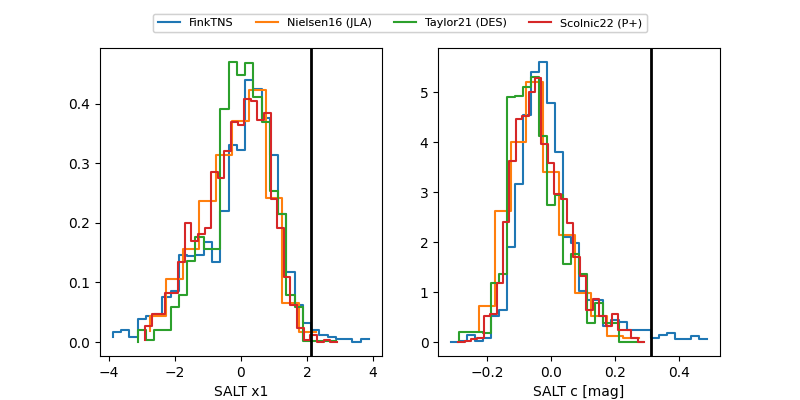 FinkTNS Nielsen16 (JLA) Taylor21 (DES) Scolnic22 (P+)
0.4
0.3
0.2
0.1
0.0
−4 −2 0 2 4
SALT x1
5
4
3
2
1
0
−0.2 0.0 0.2 0.4
SALT c [mag]